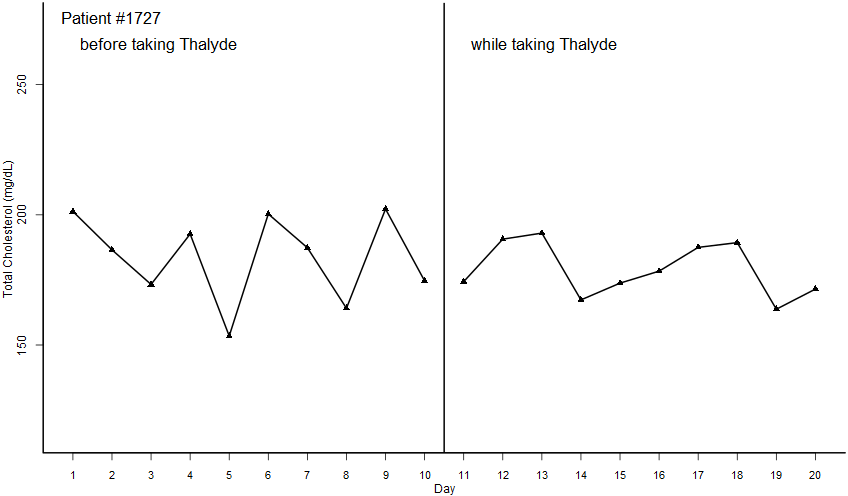 Patient #1727
before taking Thalyde
while taking Thalyde
Total Cholesterol (mg/dL)
250
200
150
1 2 3 4 5 6 7 8 9 10 11 12 13 14 15 16 17 18 19 20
Day